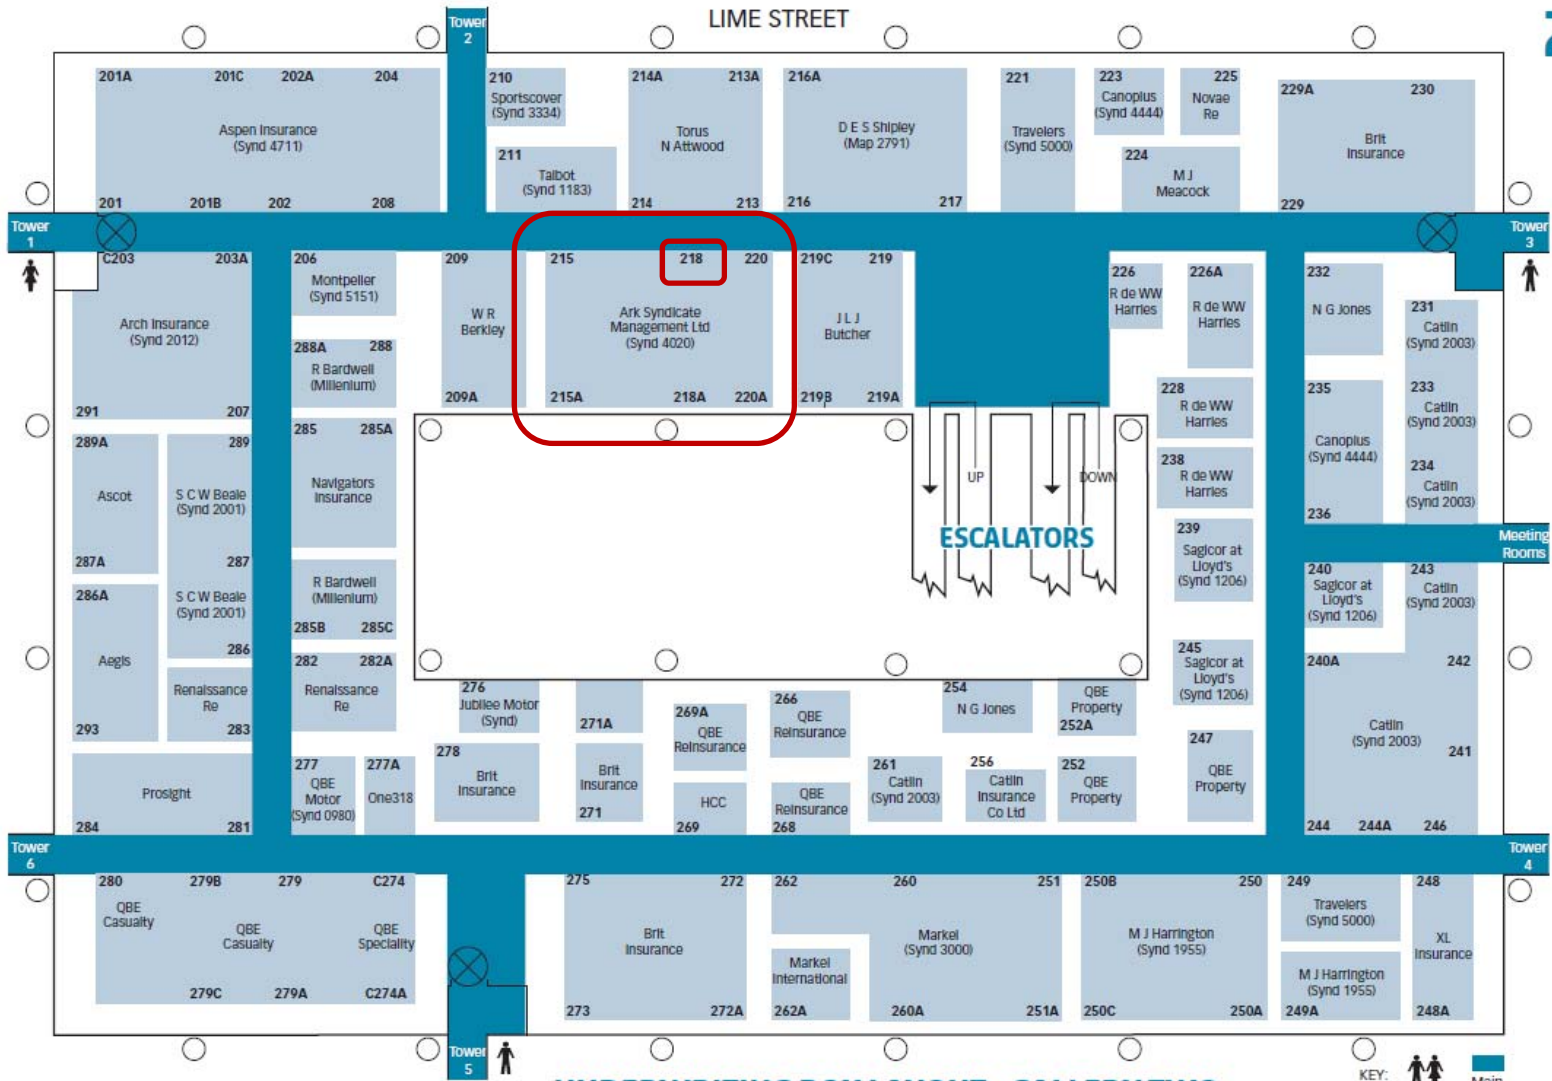 LIME STREET
2
Tower
2
201A 201C 202A 204
Aspen Insurance
(Synd 4711)
201 201B 202 208
210
Sportscover
(Synd 3334)
211
Talbot
(Synd 1183)
214A 213A
Torus
N Attwood
214 213
216A
D E S Shipley
(Map 2791)
216 217
221
Travelers
(Synd 5000)
223
Canopius
(Synd 4444)
225
Novae
Re
224
M J
Meacock
229A 230
Brit
Insurance
229
Tower
1
Tower
3
C203 203A
Arch Insurance
(Synd 2012)
291 207
206
Montpelier
(Synd 5151)
288A 288
R Bardwell
(Millenium)
209
W R
Berkley
209A
215 218 220
Ark Syndicate
Management Ltd
(Synd 4020)
215A 218A 220A
219C 219
J L J
Butcher
219B 219A
226
R de WW
Harries
226A
R de WW
Harries
228
R de WW
Harries
238
R de WW
Harries
232
N G Jones
231
Catlin
(Synd 2003)
233
Catlin
(Synd 2003)
234
Catlin
(Synd 2003)
235
Canopius
(Synd 4444)
236
289A
Ascot
287A
289
S C W Beale
(Synd 2001)
287
S C W Beale
(Synd 2001)
286
285 285A
Navigators
Insurance
R Bardwell
(Millenium)
285B 285C
UP
DOWN
ESCALATORS
239
Sagicor at
Lloyd's
(Synd 1206)
Meeting
Rooms
240
Sagicor at
Lloyd's
(Synd 1206)
243
Catlin
(Synd 2003)
286A
Aegis
293
Renaissance
Re
283
282 282A
Renaissance
Re
245
Sagicor at
Lloyd's
(Synd 1206)
240A 242
Catlin
(Synd 2003)
241
244 244A 246
276
Jubilee Motor
(Synd)
271A
269A
QBE
Reinsurance
266
QBE
Reinsurance
254
N G Jones
QBE
Property
252A
247
QBE
Property
Prosight
284 281
277
QBE
Motor
(Synd 0980)
277A
One318
278
Brit
Insurance
Brit
Insurance
271
HCC
269
QBE
Reinsurance
268
261
Catlin
(Synd 2003)
256
Catlin
Insurance
Co Ltd
252
QBE
Property
Tower
6
Tower
4
280 279B 279 C274
QBE
Casualty
QBE
Casualty
QBE
Speciality
279C 279A C274A
275 272
Brit
Insurance
273 272A
262 260 251
Markel
(Synd 3000)
Markel
International
262A 260A 251A
250B 250
M J Harrington
(Synd 1955)
250C 250A
249
Travelers
(Synd 5000)
M J Harrington
(Synd 1955)
249A
248
XL
Insurance
248A
Tower
5
UNDERWRITING ROOM LAYOUT - GALLERY TWO
KEY:
Main